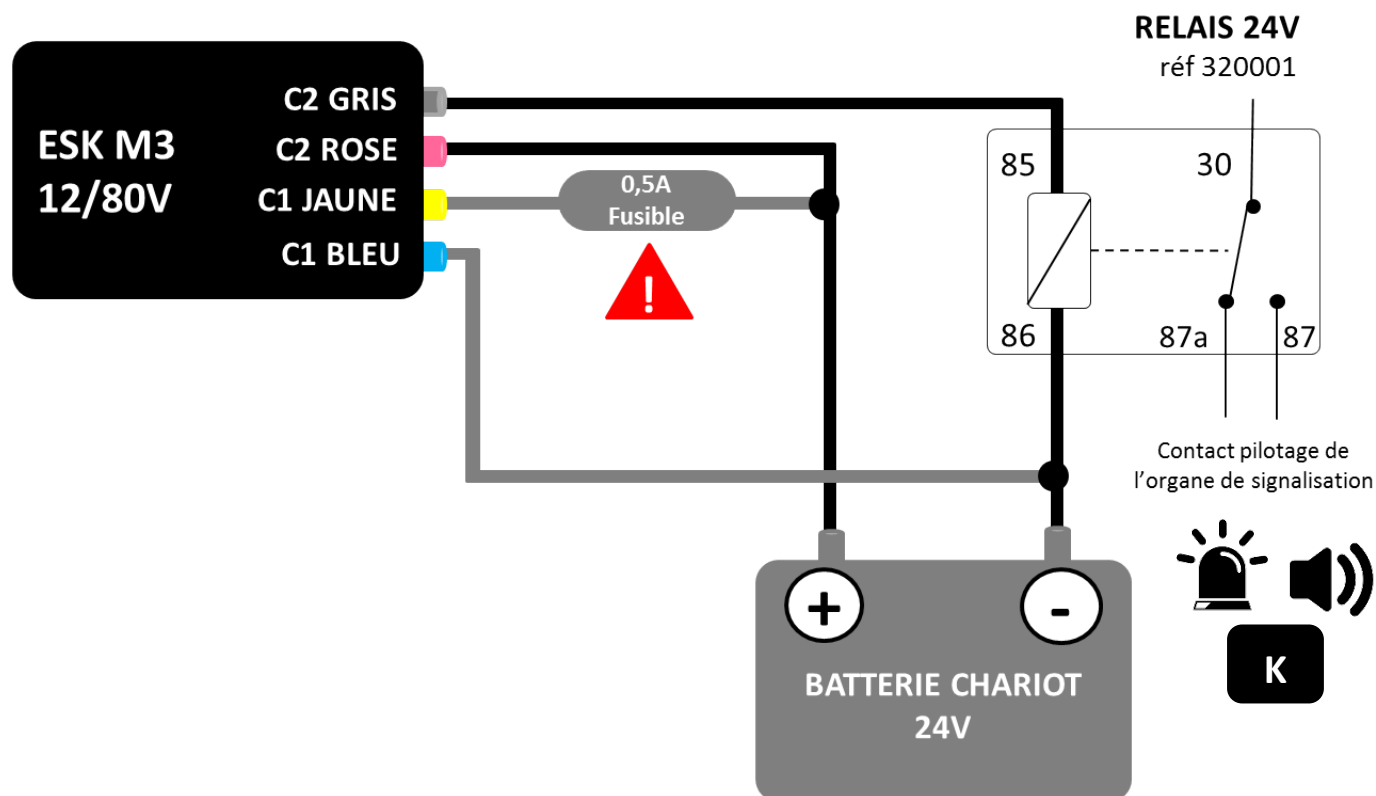 RELAIS 24V
réf 320001
ESK M3
12/80V
C2 GRIS
C2 ROSE
C1 JAUNE
C1 BLEU
0,5A
Fusible
!
85
30
86
87a
87
Contact pilotage de
l’organe de signalisation
+
-
K
BATTERIE CHARIOT
24V